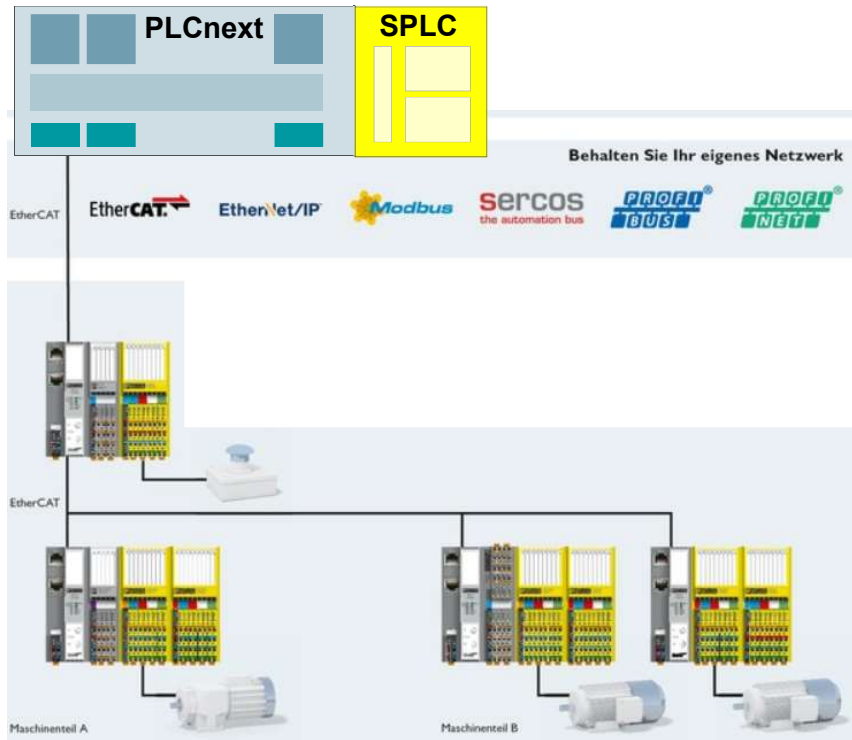 PLCnext
SPLC
Behalten Sie Ihr eigenes Netzwerk
EtherCAT
EtherCAT.
EtherNet/IP
Modbus
sercos
the automation bus
PROFI
BUS
PROFI
NET
EtherCAT
Maschinenteil A
Maschinenteil B